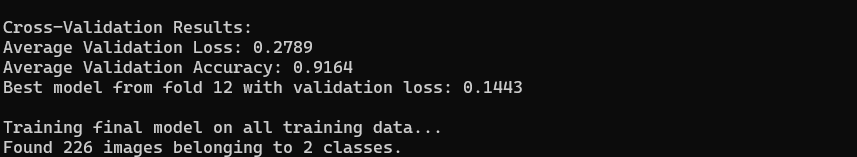 Cross-Validation Results:
Average Validation Loss: 0.2789
Average Validation Accuracy: 0.9164
Best model from fold 12 with validation loss: 0.1443
Training final model on all training data...
Found 226 images belonging to 2 classes.